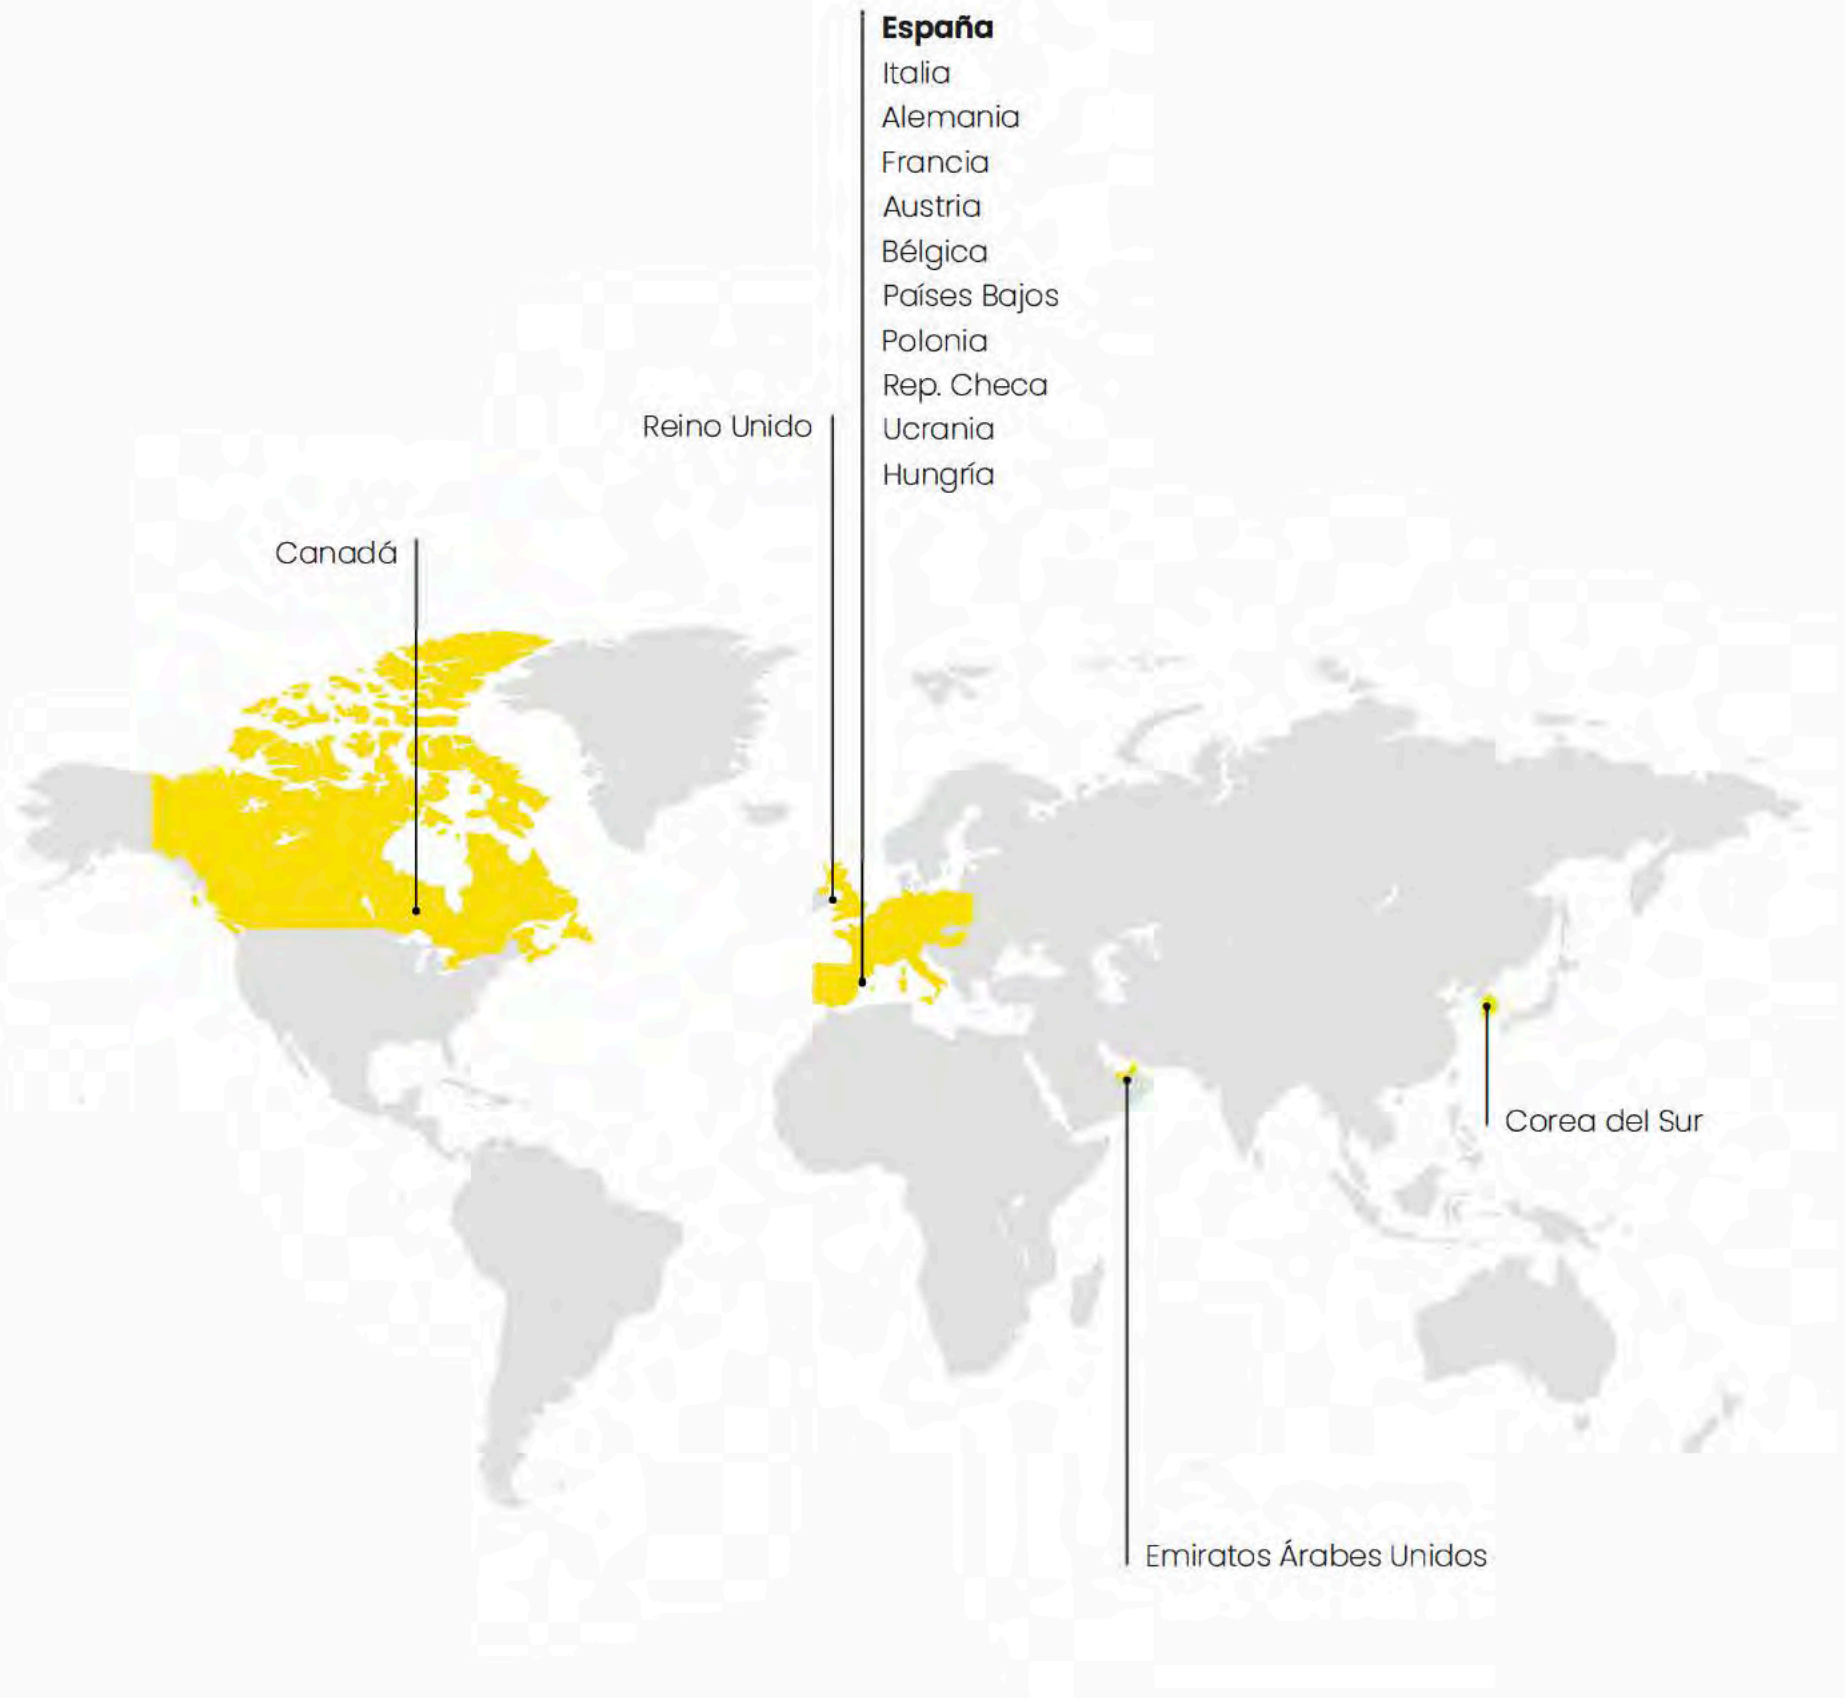 España
Italia
Alemania
Francia
Austria
Bélgica
Países Bajos
Polonia
Rep. Checa
Ucrania
Hungría
Reino Unido
Canadá
Corea del Sur
Emiratos Árabes Unidos